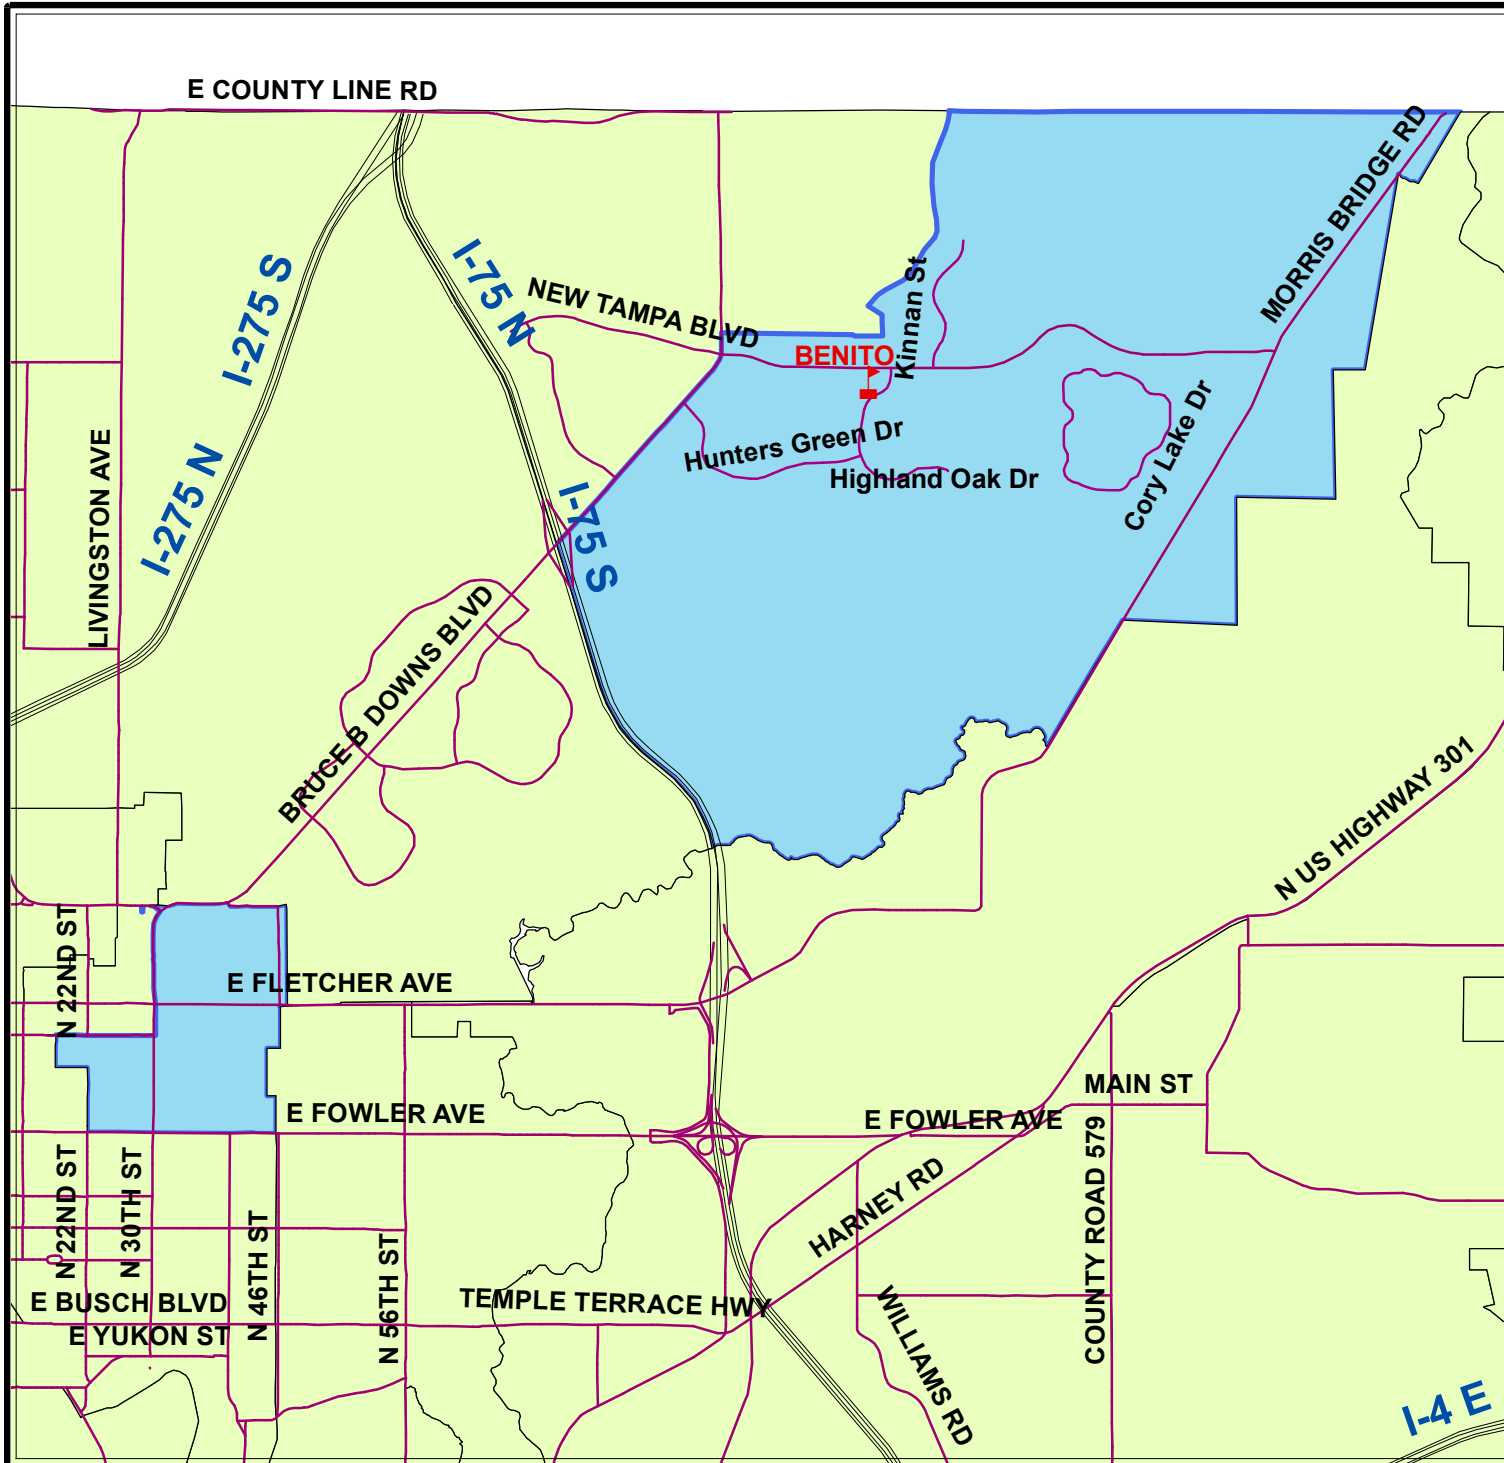 E COUNTY LINE RD
MORRIS BRIDGE RD
I-275 S
I-75 N
NEW TAMPA BLVD
Kinnan St
BENITO
Cory Lake Dr
Hunters Green Dr
Highland Oak Dr
LIVINGSTON AVE
I-275 N
I-75 S
BRUCE B DOWNS BLVD
N US HIGHWAY 301
N 22ND ST
E FLETCHER AVE
MAIN ST
E FOWLER AVE
E FOWLER AVE
N 22ND ST
N 30TH ST
HARNEY RD
COUNTY ROAD 579
N 46TH ST
N 56TH ST
E BUSCH BLVD
TEMPLE TERRACE HWY
E YUKON ST
WILLIAMS RD
I-4 E